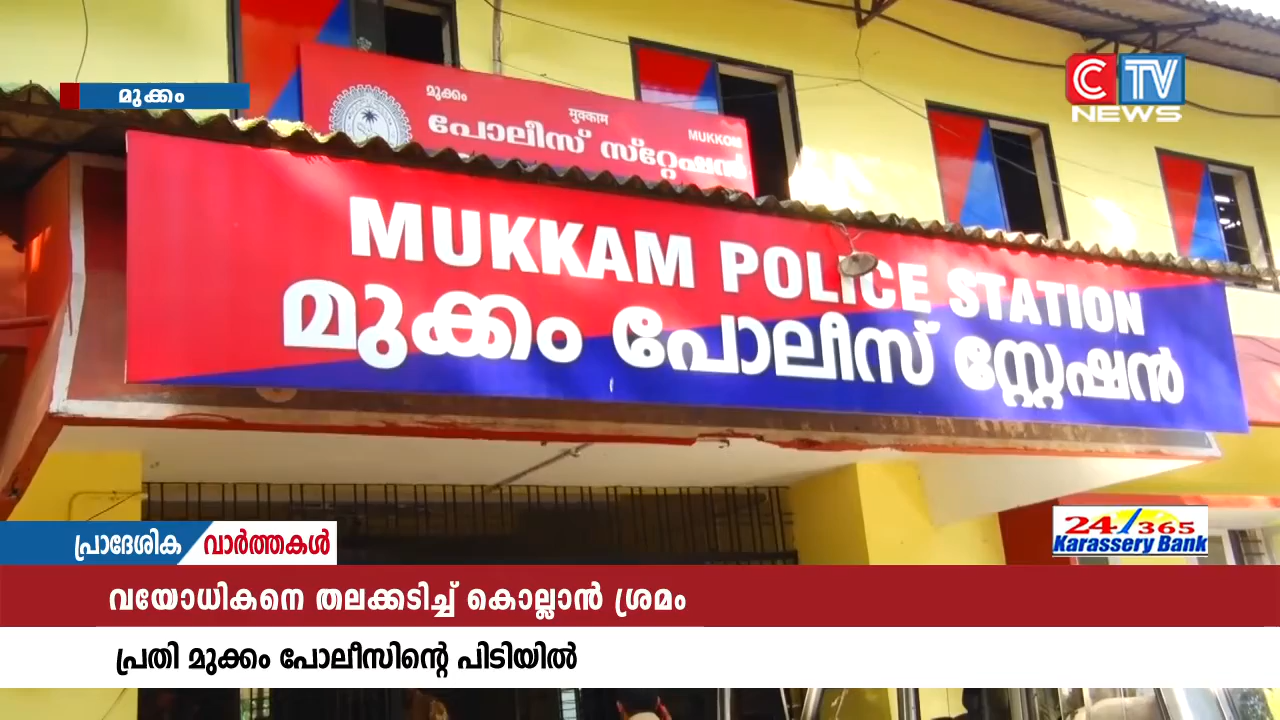 മുക്കം
CTV
NEWS
മുക്കം
मुक्काम
MUKKOM
പോലീസ് സ്റ്റേഷൻ
MUKKAM POLICE STATION
മുക്കം പോലീസ് സ്റ്റേഷൻ
പ്രാദേശിക വാർത്തകൾ
24/365
Karassery Bank
വയോധികനെ തലക്കടിച്ച് കൊല്ലാൻ ശ്രമം
പ്രതി മുക്കം പോലീസിന്റെ പിടിയിൽ